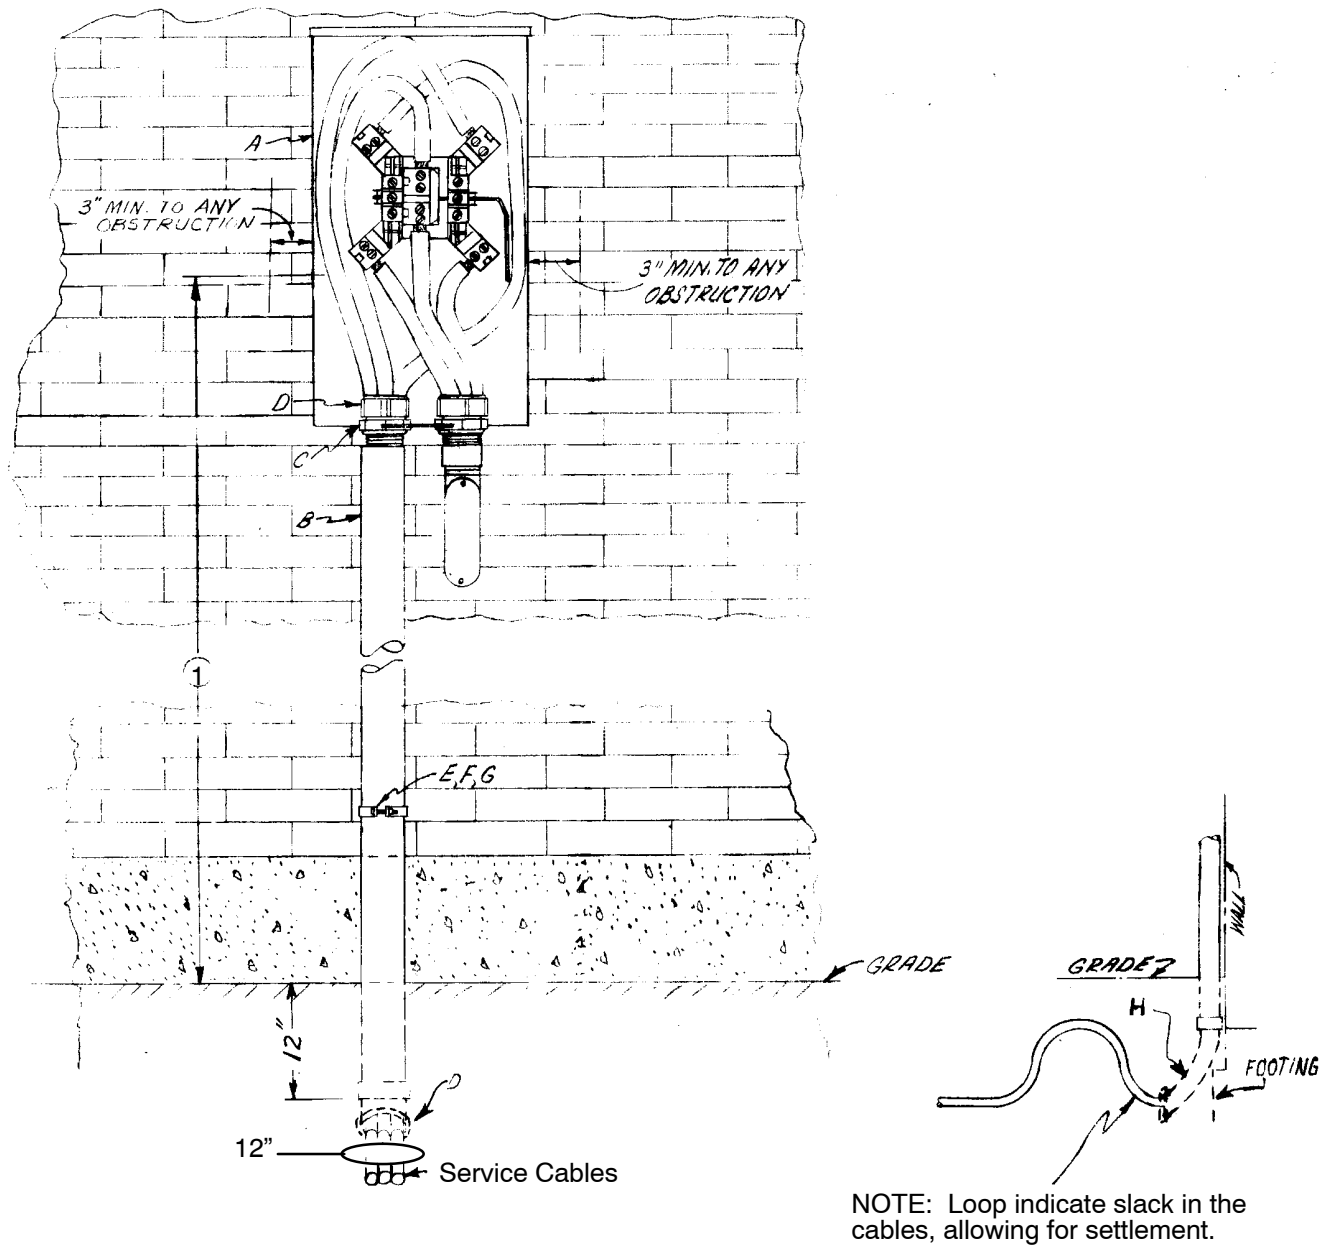 A
3" MIN. TO ANY
OBSTRUCTION
3" MIN. TO ANY
OBSTRUCTION
D
C
B
1
E,F,G
GRADE
12"
D
12”
Service Cables
WALL
GRADE
H
FOOTING
NOTE: Loop indicate slack in the
cables, allowing for settlement.